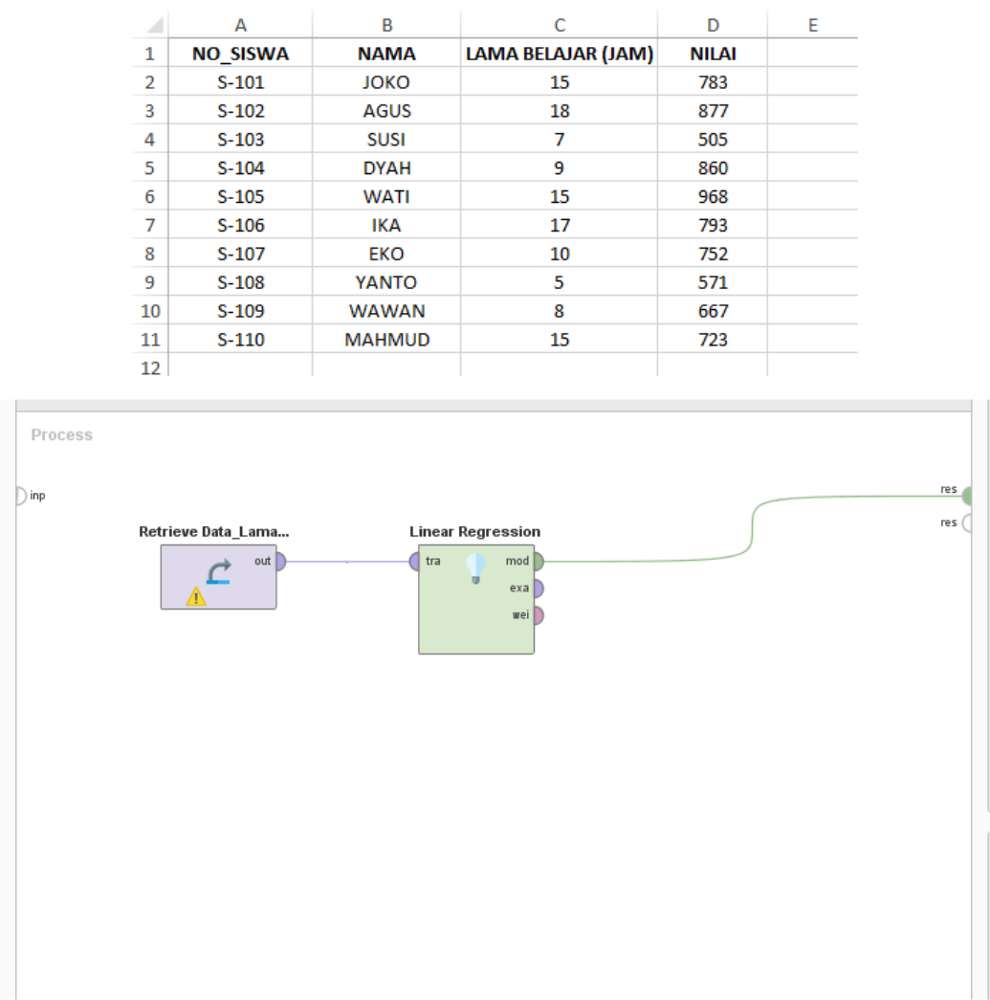 A B C D E
1 NO_SISWA NAMA LAMA BELAJAR (JAM) NILAI
2 S-101 JOKO 15 783
3 S-102 AGUS 18 877
4 S-103 SUSI 7 505
5 S-104 DYAH 9 860
6 S-105 WATI 15 968
7 S-106 IKA 17 793
8 S-107 EKO 10 752
9 S-108 YANTO 5 571
10 S-109 WAWAN 8 667
11 S-110 MAHMUD 15 723
12
Process
inp
res
res
Retrieve Data_Lama...
out
Linear Regression
tra mod
exa
wei